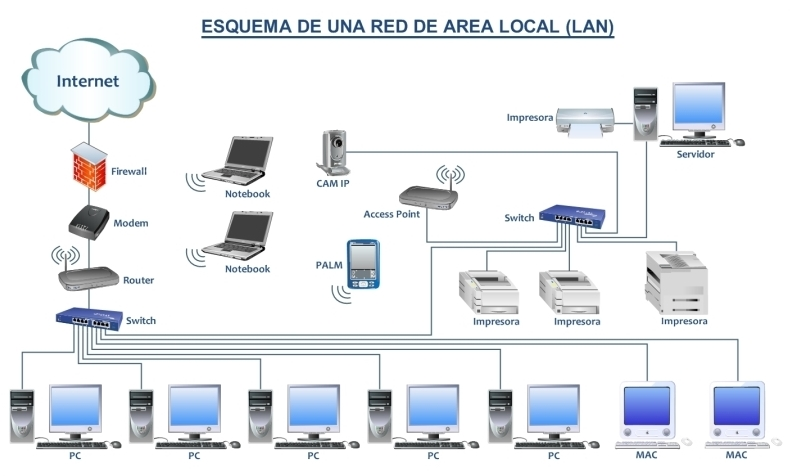 ESQUEMA DE UNA RED DE AREA LOCAL (LAN)
Internet
Impresora
Servidor
Firewall
Notebook
CAM IP
Modem
Access Point
Switch
Notebook
PALM
Router
Switch
Impresora
Impresora
Impresora
PC
PC
PC
PC
PC
MAC
MAC